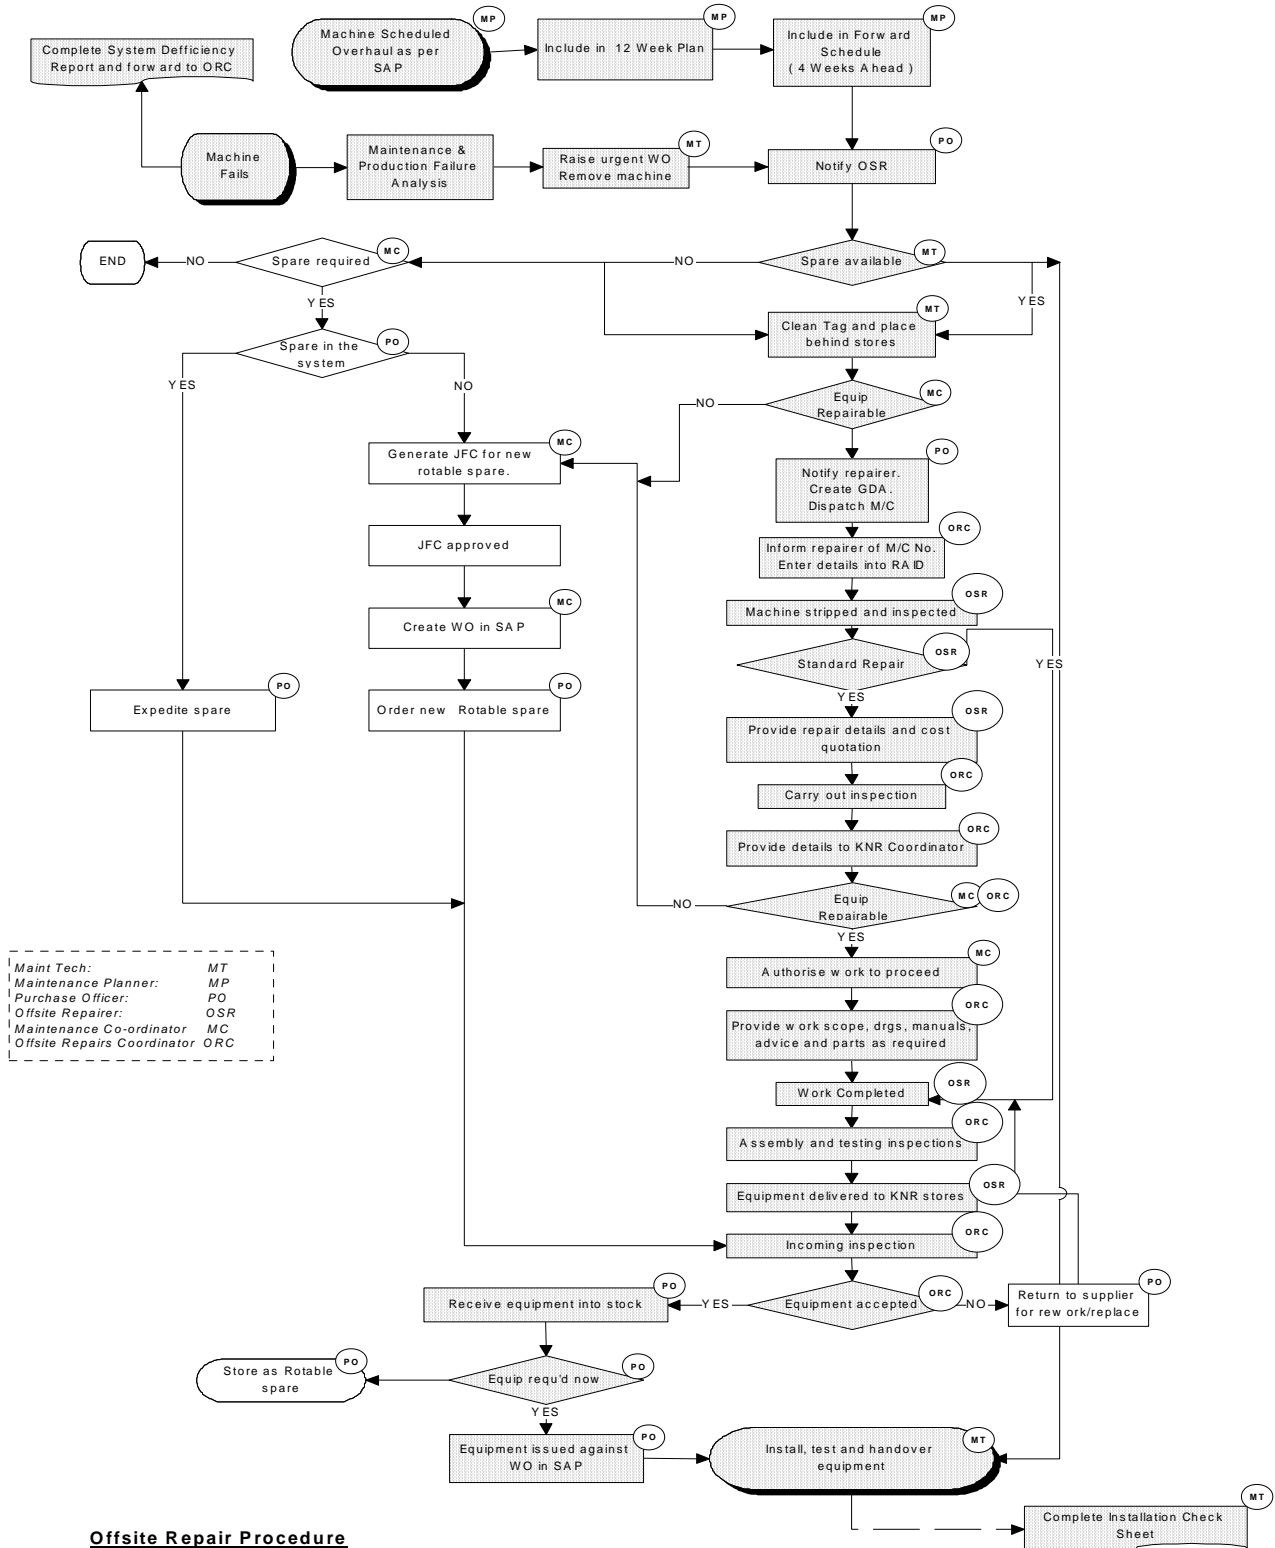 MP
Machine Scheduled
Overhaul as per
SAP
MP
Include in 12 Week Plan
MP
Include in Forward
Schedule
( 4 Weeks Ahead )
Complete System Defficiency
Report and forward to ORC
Machine
Fails
Maintenance &
Production Failure
Analysis
MT
Raise urgent WO
Remove machine
PO
Notify OSR
END
NO
MC
Spare required
NO
MT
Spare available
YES
YES
MT
Clean Tag and place
behind stores
PO
Spare in the
system
YES
NO
NO
MC
Equip
Repairable
MC
Generate JFC for new
rotable spare.
PO
Notify repairer.
Create GDA.
Dispatch M/C
JFC approved
ORC
Inform repairer of M/C No.
Enter details into RAID
OSR
Machine stripped and inspected
MC
Create WO in SAP
OSR
Standard Repair
YES
YES
PO
Expedite spare
PO
Order new Rotable spare
OSR
Provide repair details and cost
quotation
ORC
Carry out inspection
ORC
Provide details to KNR Coordinator
NO
MC
ORC
Equip
Repairable
YES
MC
Authorise work to proceed
Maint Tech: MT
Maintenance Planner: MP
Purchase Officer: PO
Offsite Repairer: OSR
Maintenance Co-ordinator MC
Offsite Repairs Coordinator ORC
ORC
Provide work scope, drgs, manuals,
advice and parts as required
OSR
Work Completed
ORC
Assembly and testing inspections
OSR
Equipment delivered to KNR stores
ORC
Incoming inspection
PO
Receive equipment into stock
YES
ORC
Equipment accepted
NO
PO
Return to supplier
for rework/replace
PO
Store as Rotable
spare
PO
Equip requ'd now
YES
PO
Equipment issued against
WO in SAP
MT
Install, test and handover
equipment
MT
Complete Installation Check
Sheet
Offsite Repair Procedure